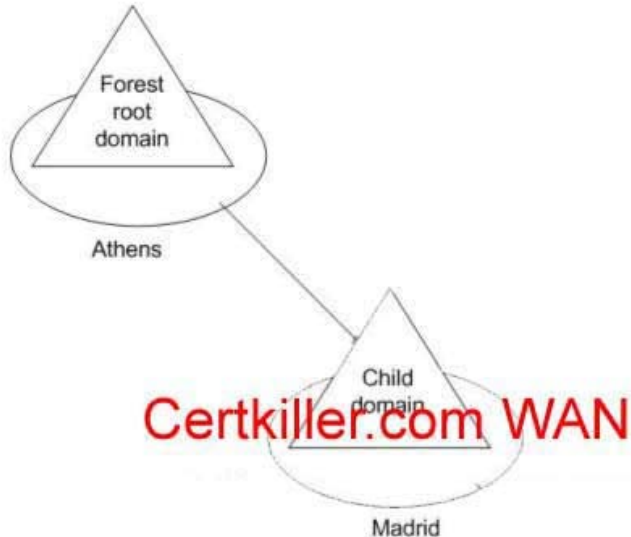 Forest
root
domain
Athens
Child
domain
Certkiller.com WAN
Madrid